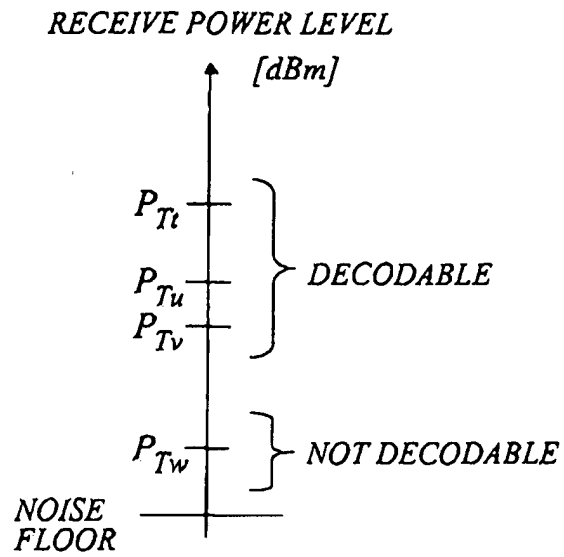 RECEIVE POWER LEVEL
[dBm]
P_Tt
DECODABLE
P_Tu
P_Tv
P_Tw
NOT DECODABLE
NOISE
FLOOR